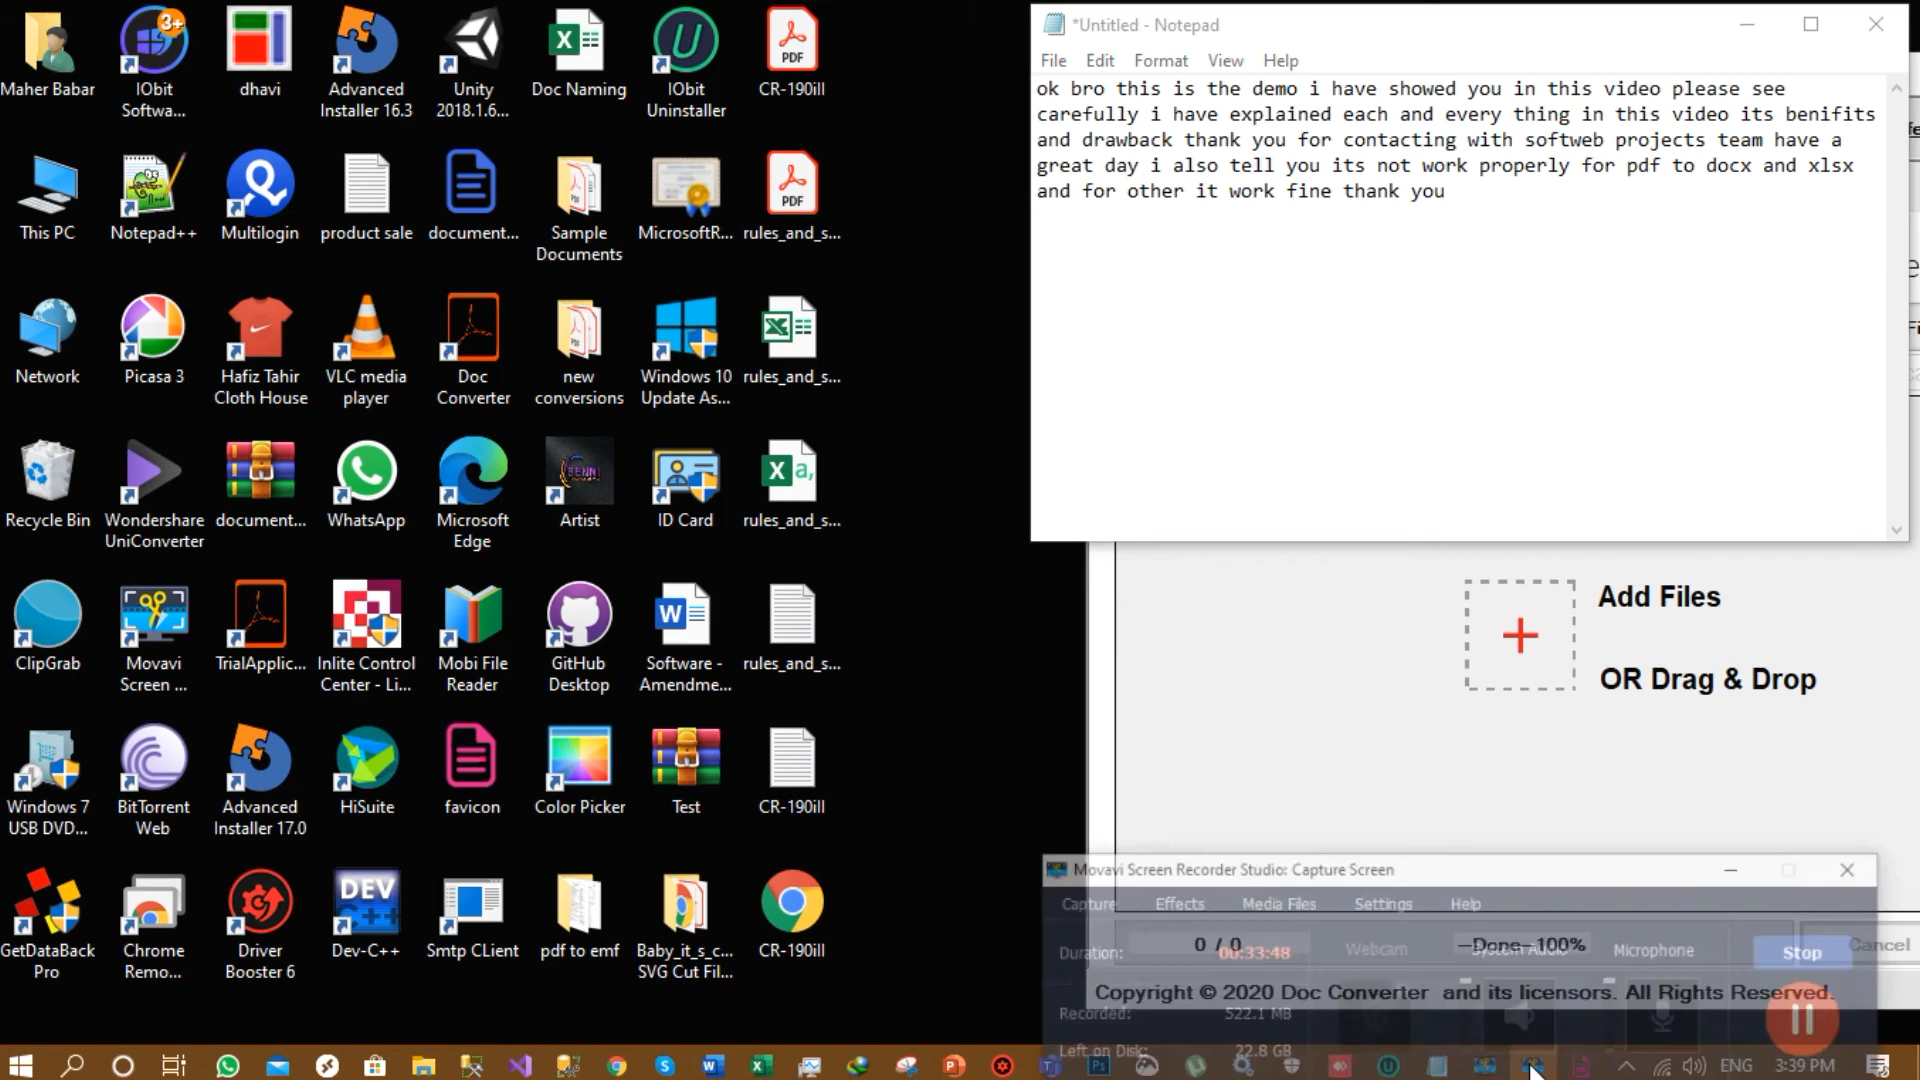 Maher Babar
IObit
Softwa...
3+
dhavi
Advanced
Installer 16.3
Unity
2018.1.6...
Doc Naming
IObit
Uninstaller
PDF
CR-190ill
This PC
Notepad++
Multilogin
product sale
document...
Sample
Documents
MicrosoftR...
PDF
rules_and_s...
Network
Picasa 3
Hafiz Tahir
Cloth House
VLC media
player
Doc
Converter
new
conversions
Windows 10
Update As...
rules_and_s...
Recycle Bin
Wondershare
UniConverter
document...
WhatsApp
Microsoft
Edge
Artist
ID Card
rules_and_s...
ClipGrab
Movavi
Screen ...
TrialApplic...
Inlite Control
Center - Li...
Mobi File
Reader
GitHub
Desktop
Software -
Amendme...
rules_and_s...
Windows 7
USB DVD...
BitTorrent
Web
Advanced
Installer 17.0
HiSuite
favicon
Color Picker
Test
CR-190ill
GetDataBack
Pro
Chrome
Remo...
Driver
Booster 6
DEV
C++
Dev-C++
Smtp CLient
pdf to emf
Baby_it_s_c...
SVG Cut Fil...
CR-190ill
*Untitled - Notepad
File Edit Format View Help
ok bro this is the demo i have showed you in this video please see
carefully i have explained each and every thing in this video its benifits
and drawback thank you for contacting with softweb projects team have a
great day i also tell you its not work properly for pdf to docx and xlsx
and for other it work fine thank you
Add Files
OR Drag & Drop
Movavi Screen Recorder Studio: Capture Screen
Capture Effects Media Files Settings Help
Duration: 00:33:48 Webcam System Audio Microphone Stop
0 / 0 --Done-- 100% Cancel
Copyright © 2020 Doc Converter and its licensors. All Rights Reserved.
Recorded: 522.1 MB
Left on Disk: 22.8 GB
ENG 3:39 PM